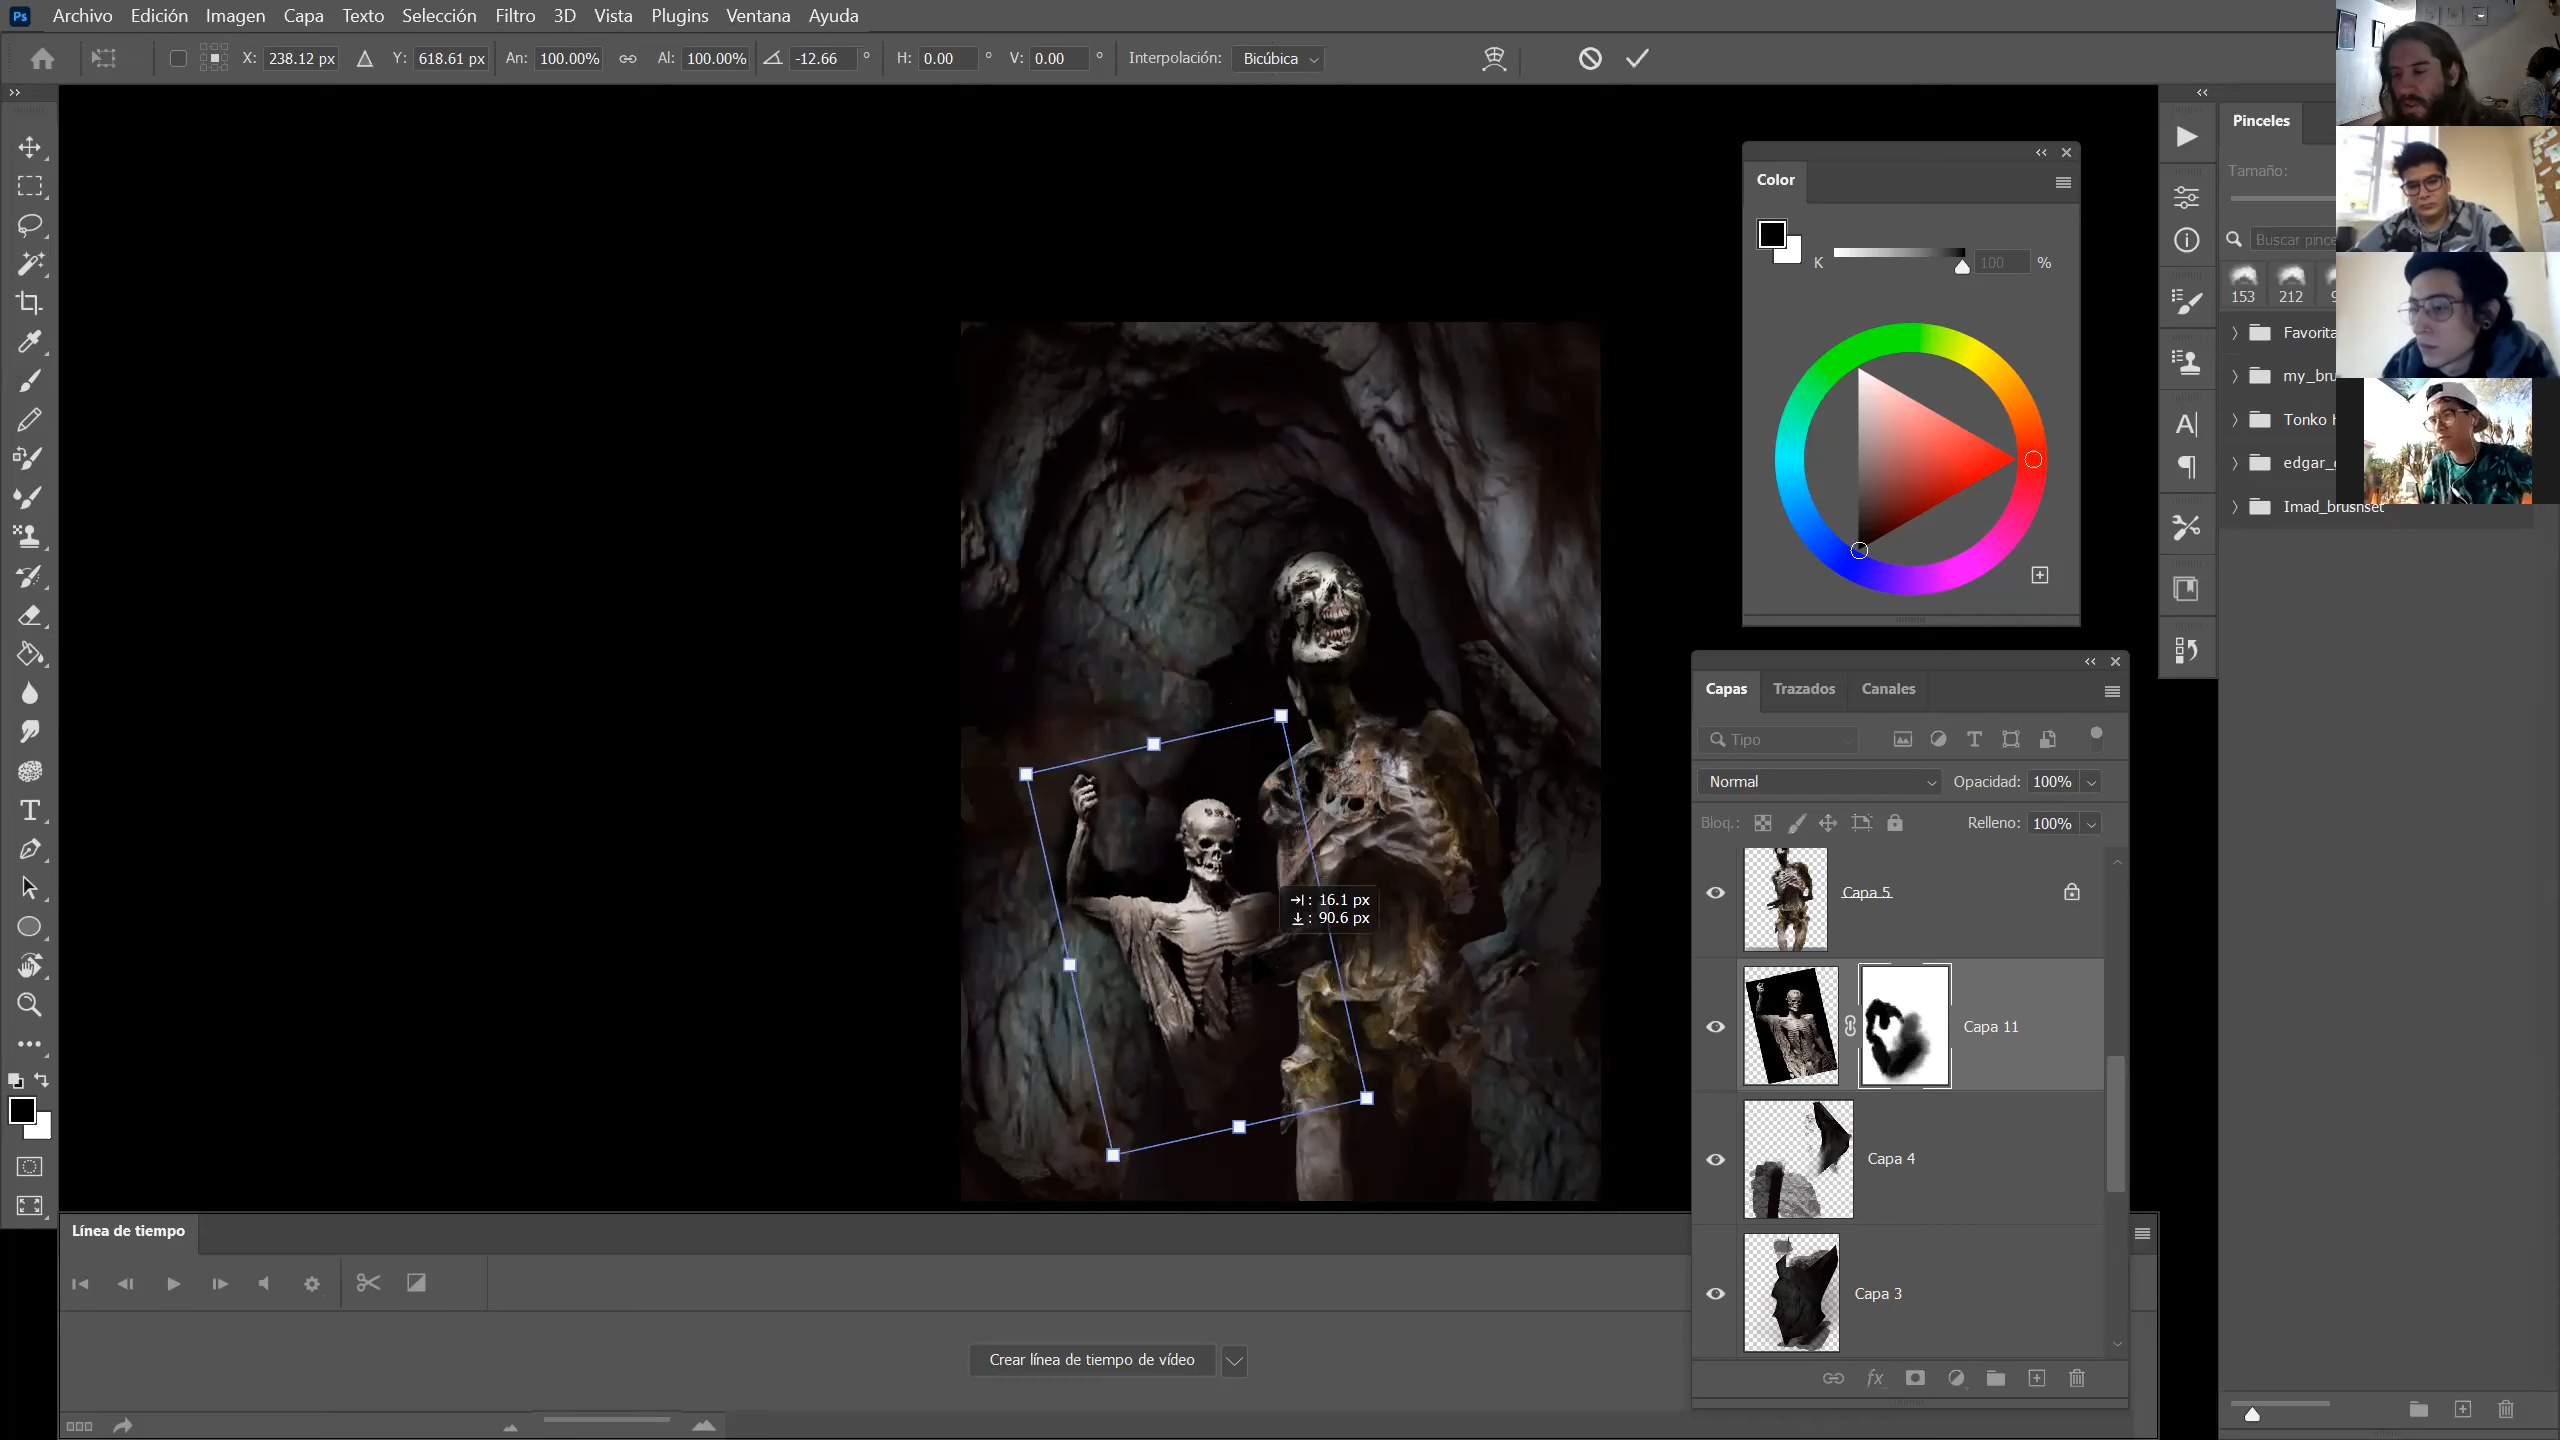 Ps Archivo Edición Imagen Capa Texto Selección Filtro 3D Vista Plugins Ventana Ayuda
X: 238.12 px Y: 618.61 px An: 100.00% Al: 100.00% -12.66 ° H: 0.00 ° V: 0.00 ° Interpolación: Bicúbica
Color
K 100 %
Pinceles
Tamaño:
Buscar pince
153 212
Favorita
my_bru
Tonko
edgar_
Imad_brusnset
16.1 px
90.6 px
Capas Trazados Canales
Tipo
Normal Opacidad: 100%
Bloq.: Relleno: 100%
Capa 5
Capa 11
Capa 4
Capa 3
fx
Línea de tiempo
Crear línea de tiempo de vídeo